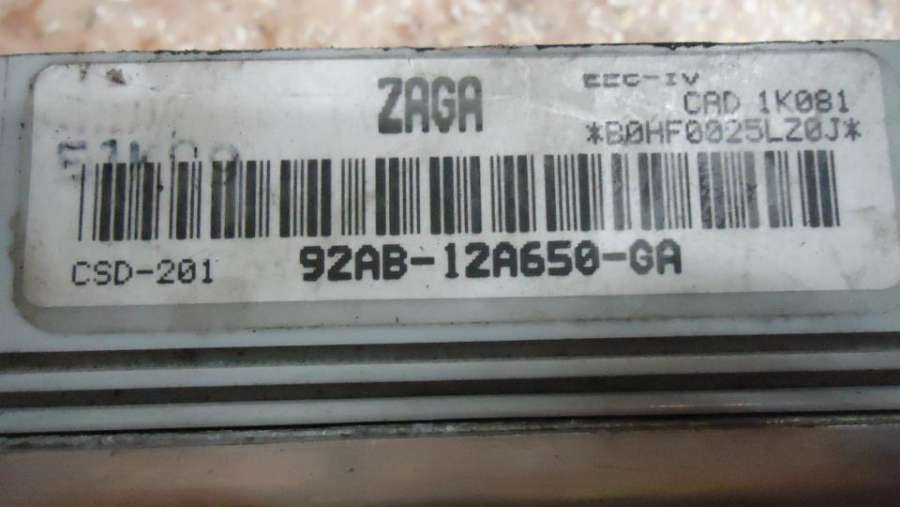 ZAGA
EEC-IV
CAD 1K081
*B0HF0025LZ0J*
CSD-201
92AB-12A650-GA